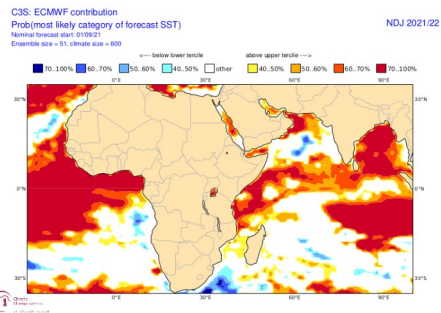 C3S: ECMWF contribution
Prob(most likely category of forecast SST)
NDJ 2021/22
Nominal forecast start: 01/09/21
Ensemble size = 51, climate size = 600
<---- below lower tercile
above upper tercile ---->
70..100%
60..70%
50..60%
40..50%
other
40..50%
50..60%
60..70%
70..100%
0°E
30°E
60°E
90°E
30°N
30°N
0°N
0°N
30°S
30°S
0°E
30°E
60°E
90°E